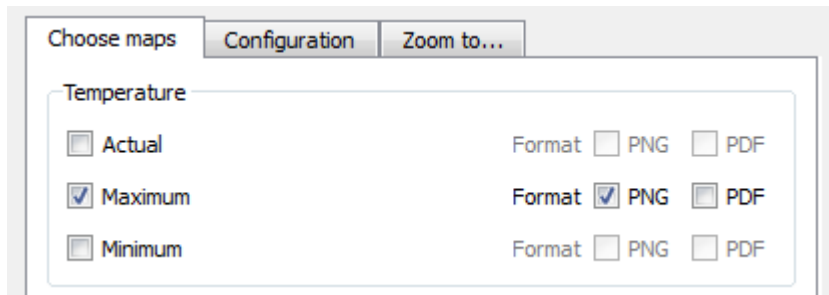 Choose maps Configuration Zoom to...
Temperature
Actual Format PNG PDF
Maximum Format PNG PDF
Minimum Format PNG PDF